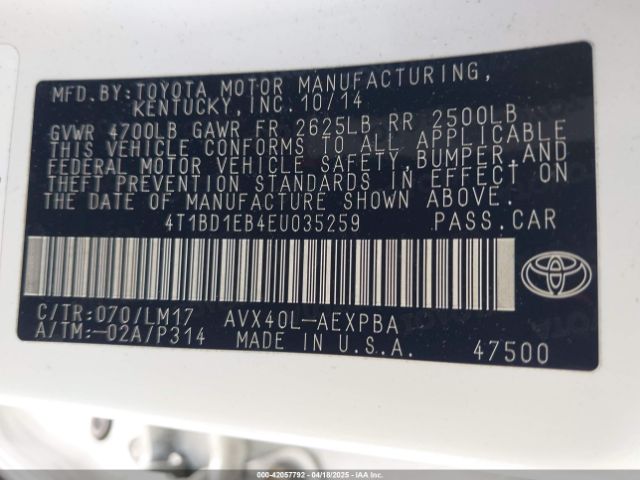 MFD. BY: TOYOTA MOTOR MANUFACTURING,
KENTUCKY, INC. 10/14
GVWR 4700LB GAWR FR 2625LB RR 2500LB
THIS VEHICLE CONFORMS TO ALL APPLICABLE
FEDERAL MOTOR VEHICLE SAFETY, BUMPER, AND
THEFT PREVENTION STANDARDS IN EFFECT ON
THE DATE OF MANUFACTURE SHOWN ABOVE.
4T1BD1EB4EU035259 PASS. CAR
C/TR: 070/LM17 AVX40L-AEXPBA
A/TM: -02A/P314 MADE IN U.S.A. 47500
AVX-42057792 - 04/18/2025 - IAAI.COM